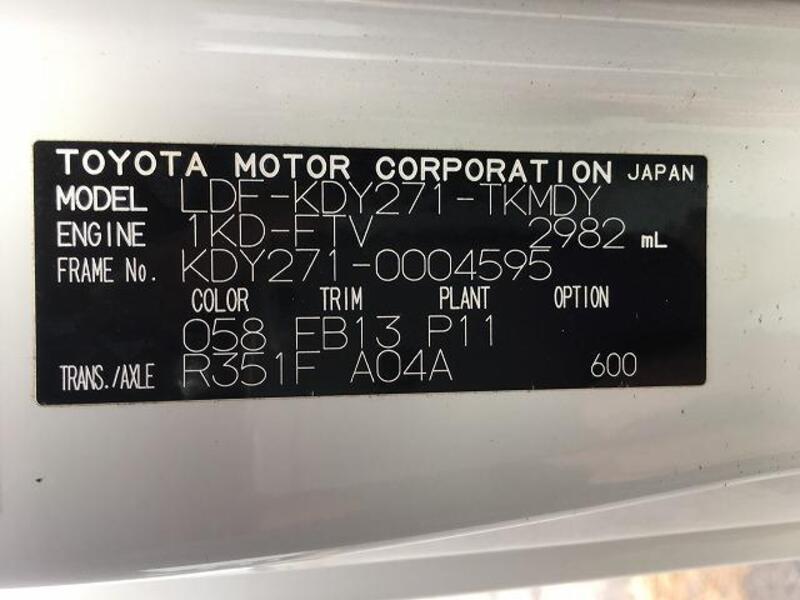 TOYOTA MOTOR CORPORATION JAPAN
MODEL LDF-KDY271-TKMDY
ENGINE 1KD-FTV 2982 mL
FRAME No. KDY271-0004595
COLOR TRIM PLANT OPTION
058 FB13 P11
TRANS./AXLE R351F A04A 600